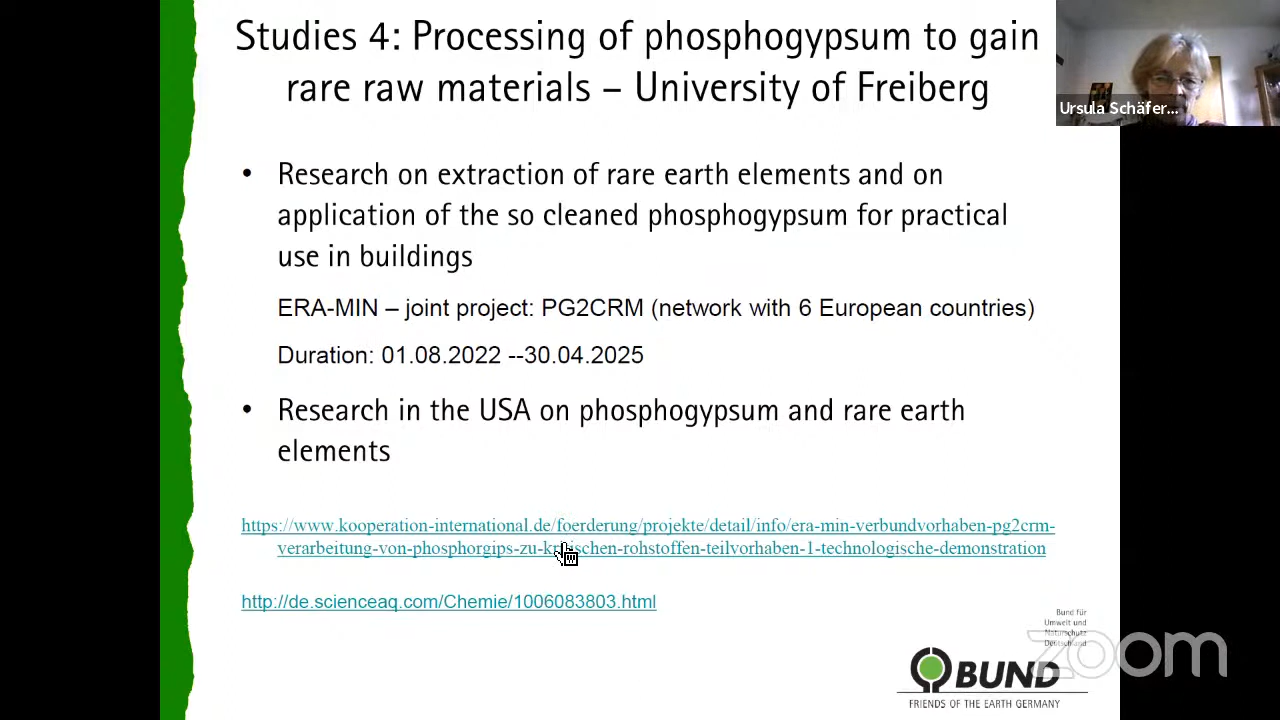 Studies 4: Processing of phosphogypsum to gain
rare raw materials – University of Freiberg
Ursula Schäfer...
• Research on extraction of rare earth elements and on
application of the so cleaned phosphogypsum for practical
use in buildings
ERA-MIN – joint project: PG2CRM (network with 6 European countries)
Duration: 01.08.2022 --30.04.2025
• Research in the USA on phosphogypsum and rare earth
elements
https://www.kooperation-international.de/foerderung/projekte/detail/info/era-min-verbundvorhaben-pg2crm-
verarbeitung-von-phosphorgips-zu-kritischen-rohstoffen-teilvorhaben-1-technologische-demonstration
http://de.scienceaq.com/Chemie/1006083803.html
Bund für
Umwelt und
Naturschutz
Deutschland
zoom
BUND
FRIENDS OF THE EARTH GERMANY